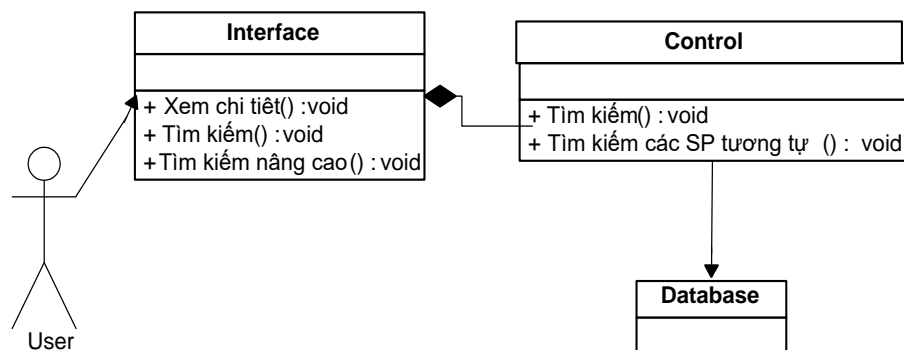 Interface
+ Xem chi tiêt() :void
+ Tìm kiếm() : void
+Tìm kiếm nâng cao() : void
Control
+ Tìm kiếm() : void
+ Tìm kiếm các SP tương tự () : void
Database
User